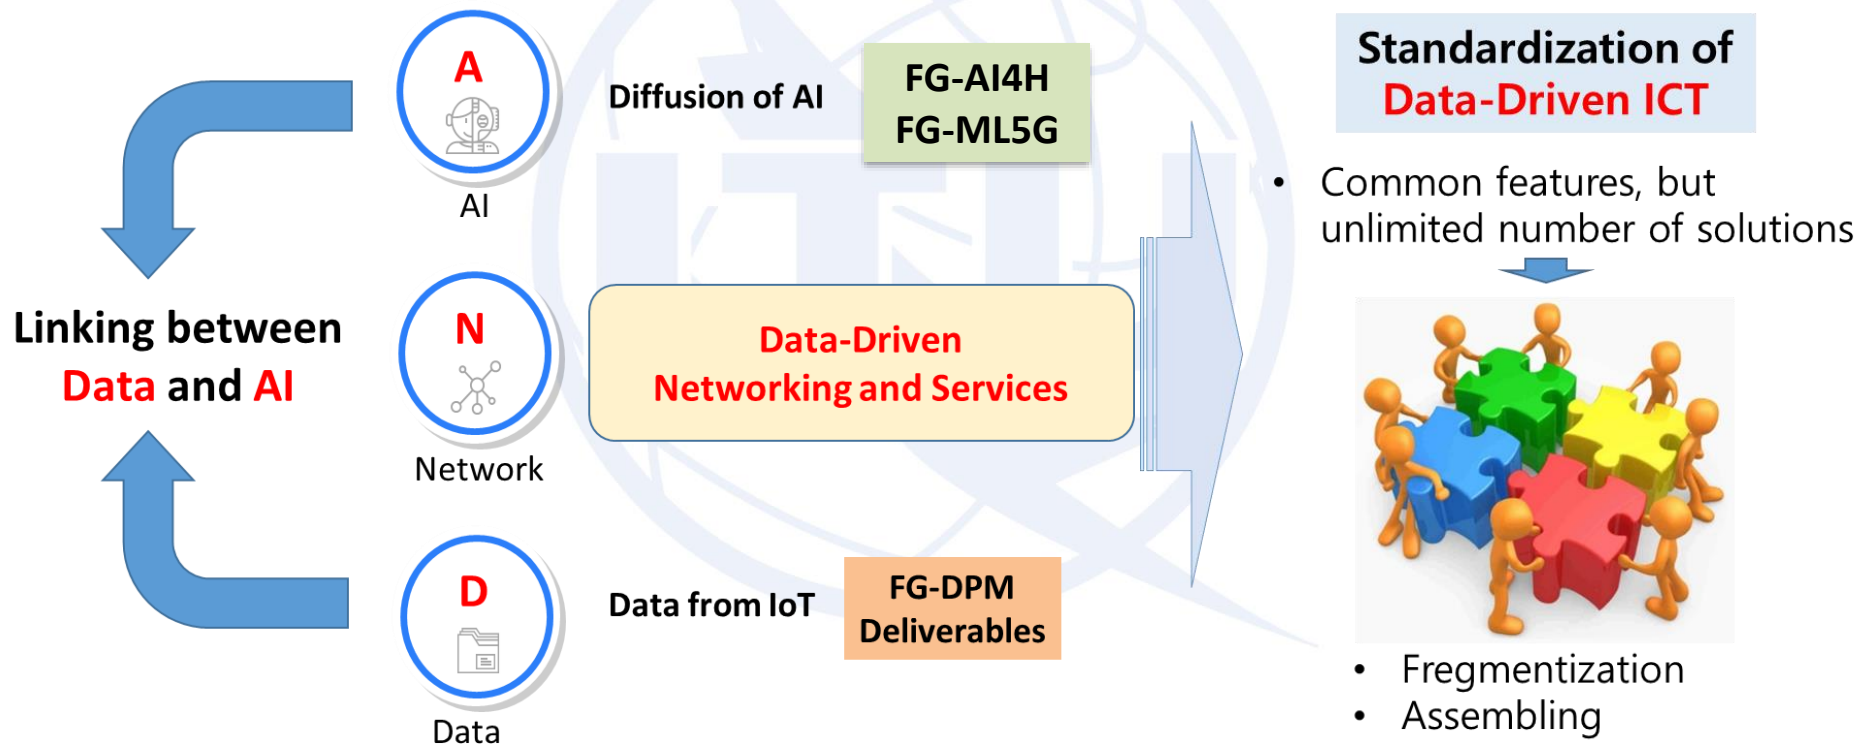 A
AI
Diffusion of AI
FG-AI4H
FG-ML5G
Linking between
Data and AI
N
Network
Data-Driven
Networking and Services
D
Data
Data from IoT
FG-DPM
Deliverables
Standardization of
Data-Driven ICT
• Common features, but
unlimited number of solutions
• Fregmentization
• Assembling
ITU